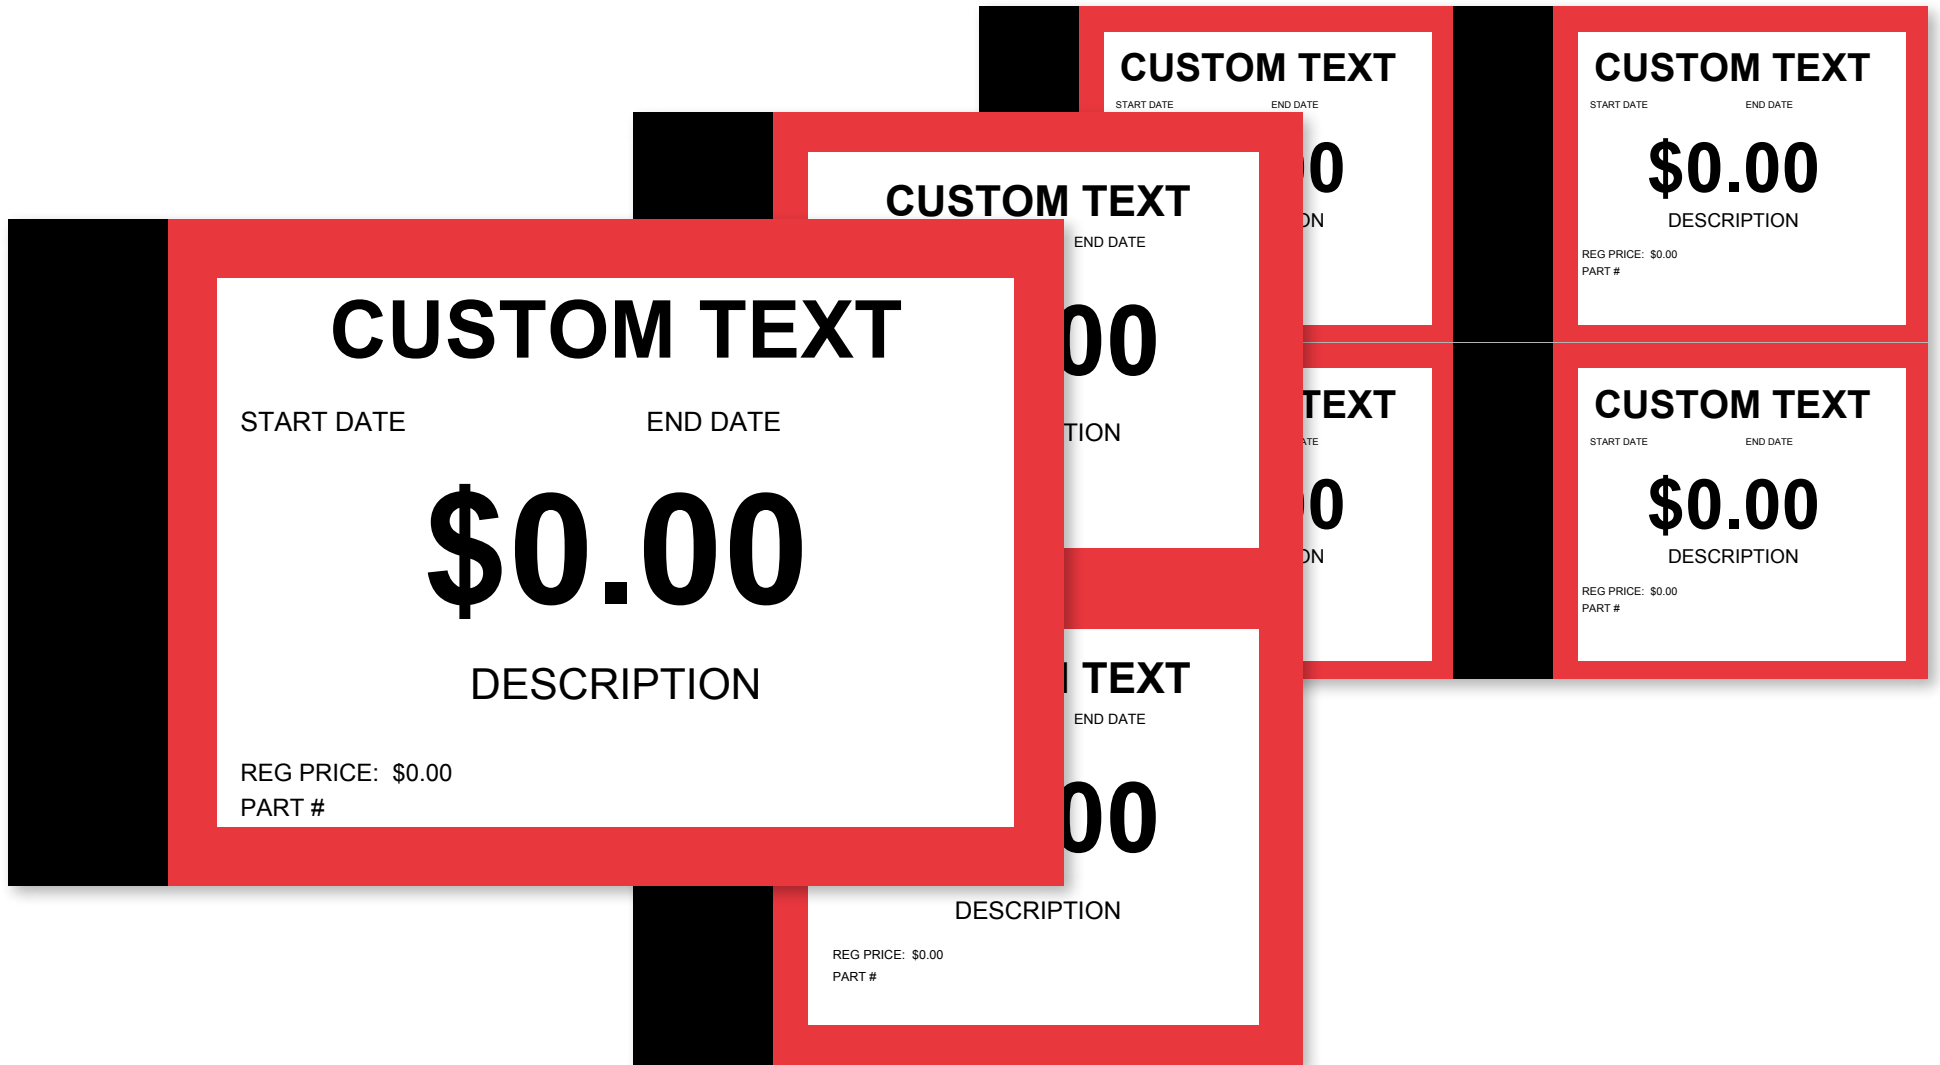 CUSTOM TEXT
START DATE END DATE
$0.00
DESCRIPTION
REG PRICE: $0.00
PART #
CUSTOM TEXT
END DATE
00
TION
TEXT
END DATE
00
DESCRIPTION
REG PRICE: $0.00
PART #
CUSTOM TEXT
START DATE END DATE
0
ON
TEXT
ATE
0
ON
CUSTOM TEXT
START DATE END DATE
$0.00
DESCRIPTION
REG PRICE: $0.00
PART #
CUSTOM TEXT
START DATE END DATE
$0.00
DESCRIPTION
REG PRICE: $0.00
PART #